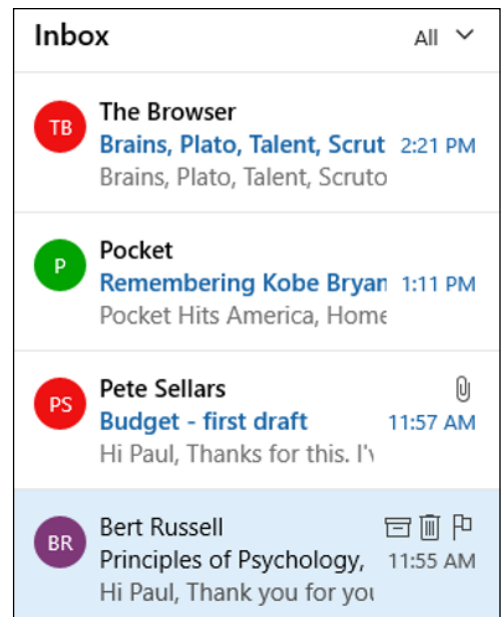 Inbox All
TB
The Browser
Brains, Plato, Talent, Scrut 2:21 PM
Brains, Plato, Talent, Scruto
P
Pocket
Remembering Kobe Bryan 1:11 PM
Pocket Hits America, Home
PS
Pete Sellars
Budget - first draft 11:57 AM
Hi Paul, Thanks for this. I'v
BR
Bert Russell
Principles of Psychology, 11:55 AM
Hi Paul, Thank you for you